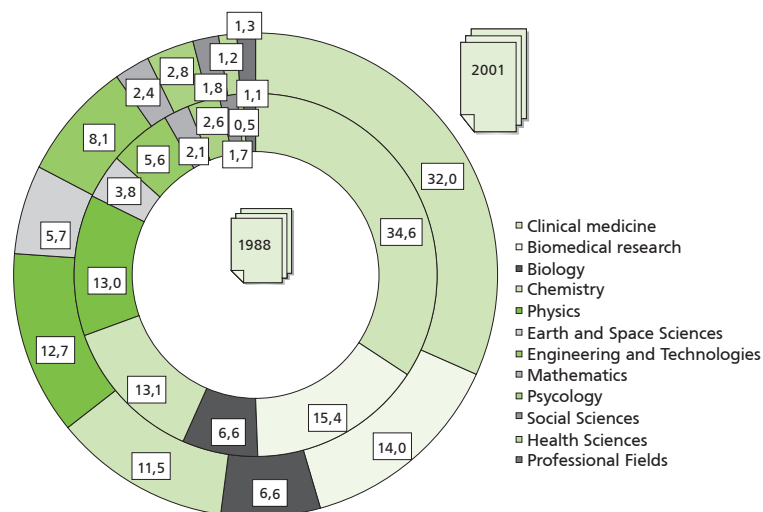 1,3
1,2
2,8
1,8
2,4
1,1
2001
2,6
0,5
8,1
5,6
2,1
1,7
32,0
3,8
34,6
5,7
1988
13,0
Clinical medicine
Biomedical research
Biology
Chemistry
Physics
Earth and Space Sciences
Engineering and Technologies
Mathematics
Psycology
Social Sciences
Health Sciences
Professional Fields
12,7
13,1
15,4
6,6
14,0
11,5
6,6